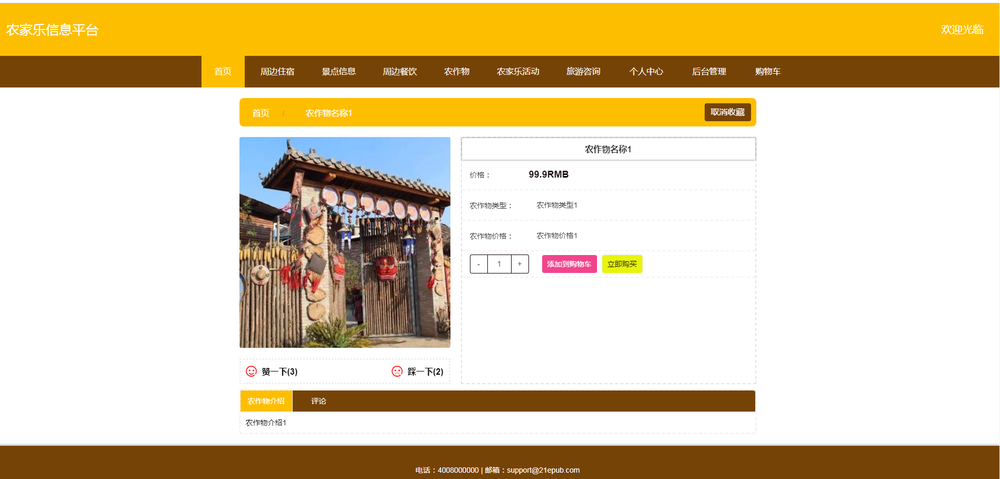 农家乐信息平台
欢迎光临
首页 周边住宿 景点信息 周边餐饮 农作物 农家乐活动 旅游咨询 个人中心 后台管理 购物车
首页 / 农作物名称1
取消收藏
农作物名称1
价格： 99.9RMB
农作物类型： 农作物类型1
农作物价格： 农作物价格1
- 1 + 添加到购物车 立即购买
赞一下(3) 踩一下(2)
农作物介绍 评论
农作物介绍1
电话：4008000000 | 邮箱：support@21epub.com